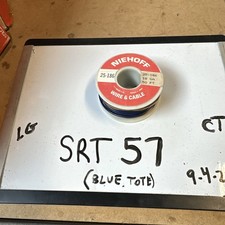 NIEHOFF
25-180
WIRE & CABLE
LG
CT
SRT 57
(BLUE TOTE)
9-4-2